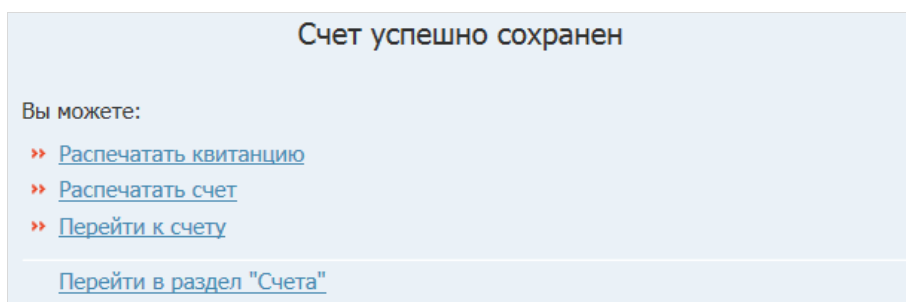 Счет успешно сохранен
Вы можете:
Распечатать квитанцию
Распечатать счет
Перейти к счету
Перейти в раздел "Счета"